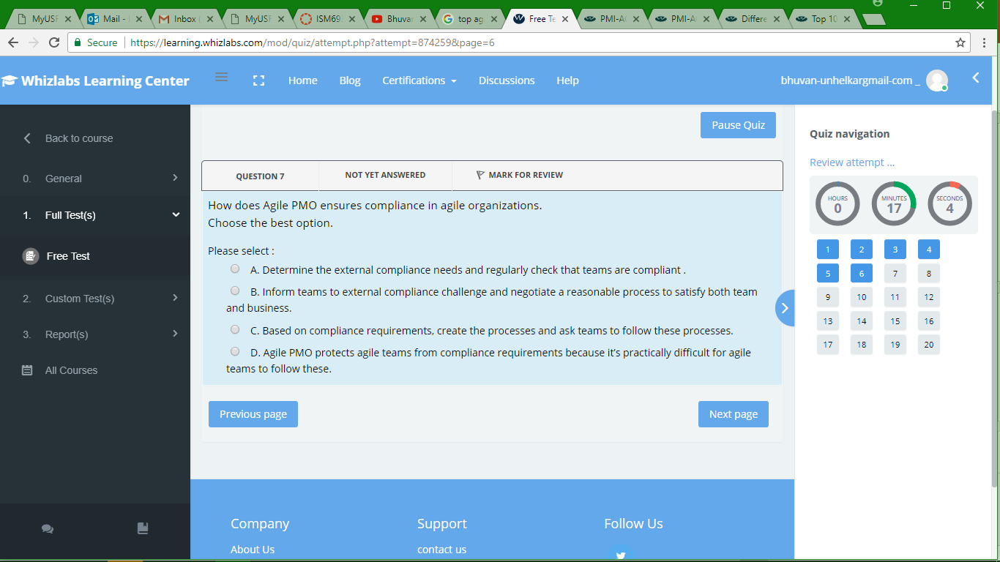 MyUSF
Mail -
Inbox (
MyUSF
ISM69
Bhuvan
top ag
Free Te
PMI-A
PMI-A
Differe
Top 10
Secure
https://learning.whizlabs.com/mod/quiz/attempt.php?attempt=874259&page=6
Whizlabs Learning Center
Home
Blog
Certifications
Discussions
Help
bhuvan-unhelkargmail-com _
Back to course
0. General
1. Full Test(s)
Free Test
2. Custom Test(s)
3. Report(s)
All Courses
Pause Quiz
QUESTION 7
NOT YET ANSWERED
MARK FOR REVIEW
How does Agile PMO ensures compliance in agile organizations.
Choose the best option.
Please select :
A. Determine the external compliance needs and regularly check that teams are compliant .
B. Inform teams to external compliance challenge and negotiate a reasonable process to satisfy both team
and business.
C. Based on compliance requirements, create the processes and ask teams to follow these processes.
D. Agile PMO protects agile teams from compliance requirements because it’s practically difficult for agile
teams to follow these.
Previous page
Next page
Quiz navigation
Review attempt ...
HOURS
0
MINUTES
17
SECONDS
4
1 2 3 4
5 6 7 8
9 10 11 12
13 14 15 16
17 18 19 20
Company
Support
Follow Us
About Us
contact us